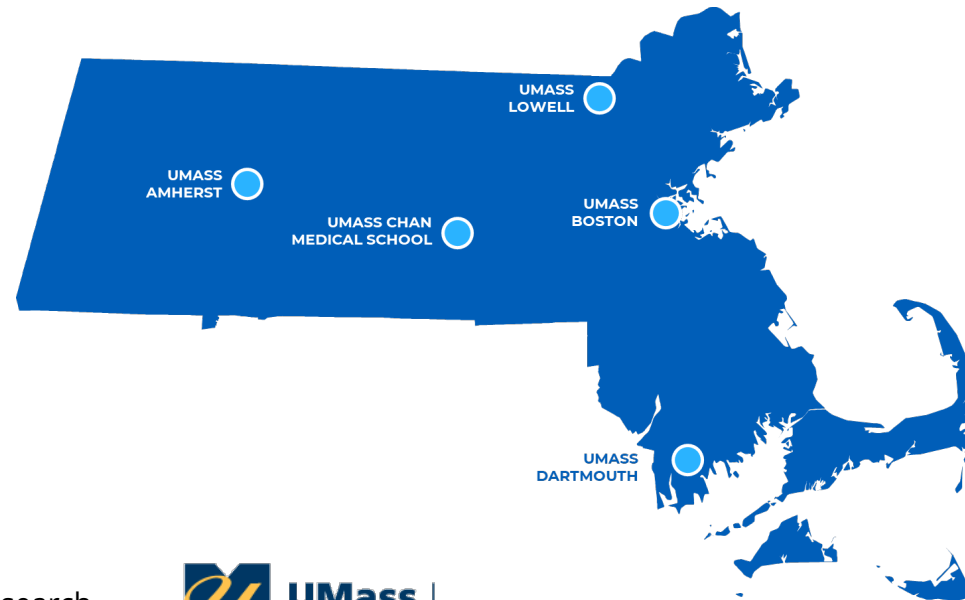 UMASS
LOWELL
UMASS
AMHERST
UMASS CHAN
MEDICAL SCHOOL
UMASS
BOSTON
UMASS
DARTMOUTH
UMass